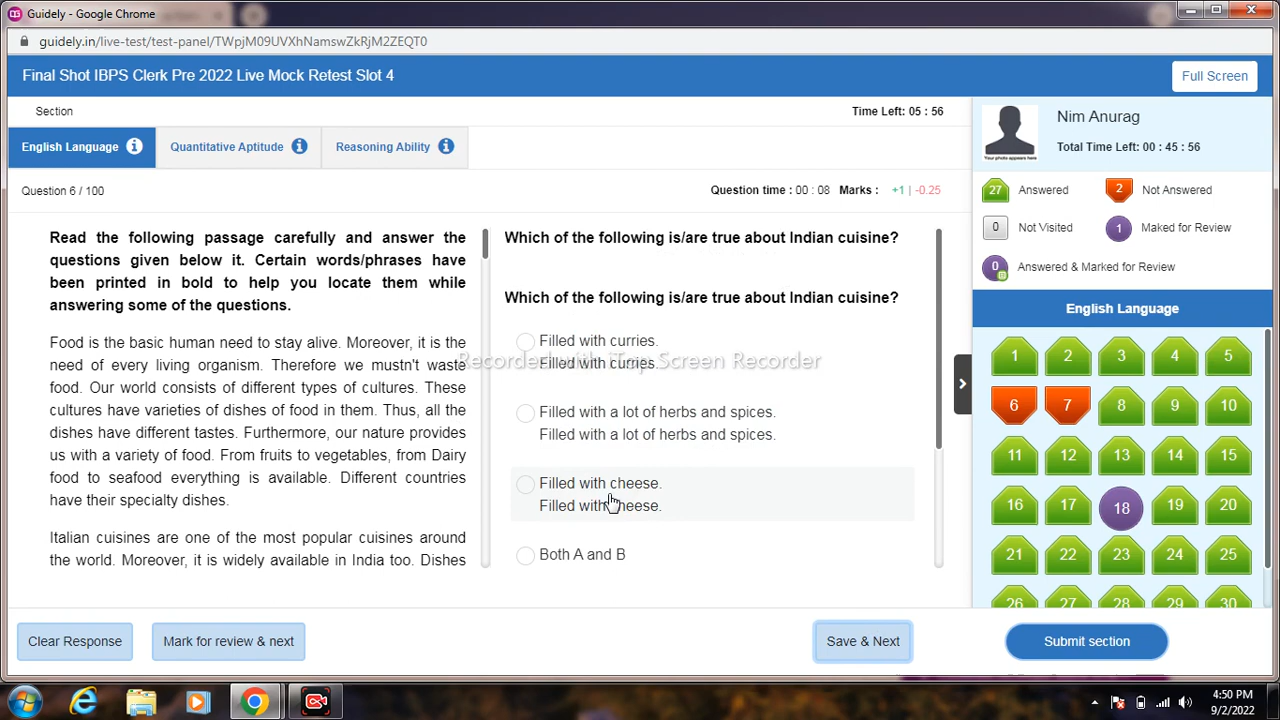 Guidely - Google Chrome
guidely.in/live-test/test-panel/TWpjM09UVXhNamswZkRjM2ZEQT0
Final Shot IBPS Clerk Pre 2022 Live Mock Retest Slot 4
Full Screen
Section
Time Left: 05 : 56
English Language
Quantitative Aptitude
Reasoning Ability
Question 6 / 100
Question time : 00 : 08 Marks : +1 | -0.25
Read the following passage carefully and answer the
questions given below it. Certain words/phrases have
been printed in bold to help you locate them while
answering some of the questions.
Food is the basic human need to stay alive. Moreover, it is the
need of every living organism. Therefore we mustn't waste
food. Our world consists of different types of cultures. These
cultures have varieties of dishes of food in them. Thus, all the
dishes have different tastes. Furthermore, our nature provides
us with a variety of food. From fruits to vegetables, from Dairy
food to seafood everything is available. Different countries
have their specialty dishes.
Italian cuisines are one of the most popular cuisines around
the world. Moreover, it is widely available in India too. Dishes
Which of the following is/are true about Indian cuisine?
Which of the following is/are true about Indian cuisine?
Filled with curries.
Filled with curries.
Filled with a lot of herbs and spices.
Filled with a lot of herbs and spices.
Filled with cheese.
Filled with cheese.
Both A and B
Recorded with iTop Screen Recorder
Clear Response
Mark for review & next
Save & Next
Nim Anurag
Total Time Left: 00 : 45 : 56
Your photo appears here
27 Answered
2 Not Answered
0 Not Visited
1 Maked for Review
0 Answered & Marked for Review
English Language
1 2 3 4 5
6 7 8 9 10
11 12 13 14 15
16 17 18 19 20
21 22 23 24 25
26 27 28 29 30
Submit section
4:50 PM
9/2/2022